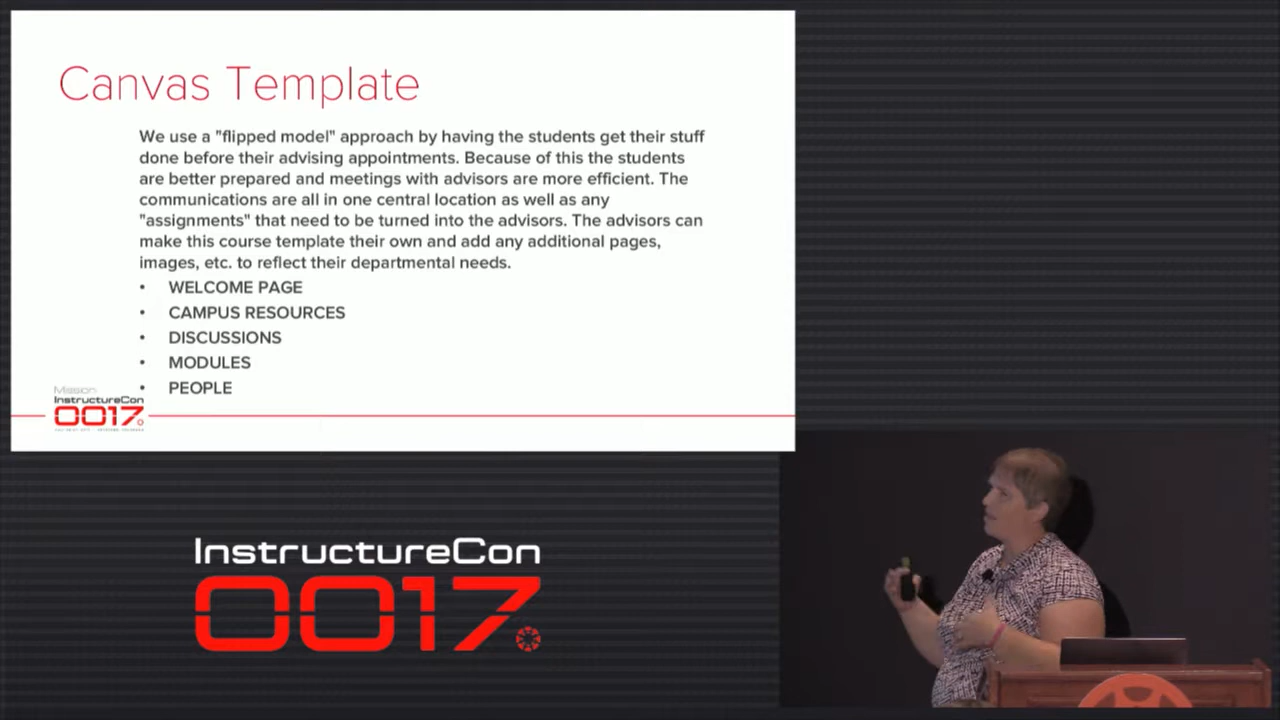 Canvas Template
We use a "flipped model" approach by having the students get their stuff
done before their advising appointments. Because of this the students
are better prepared and meetings with advisors are more efficient. The
communications are all in one central location as well as any
"assignments" that need to be turned into the advisors. The advisors can
make this course template their own and add any additional pages,
images, etc. to reflect their departmental needs.
• WELCOME PAGE
• CAMPUS RESOURCES
• DISCUSSIONS
• MODULES
• PEOPLE
Mission:
InstructureCon
0017
InstructureCon
0017